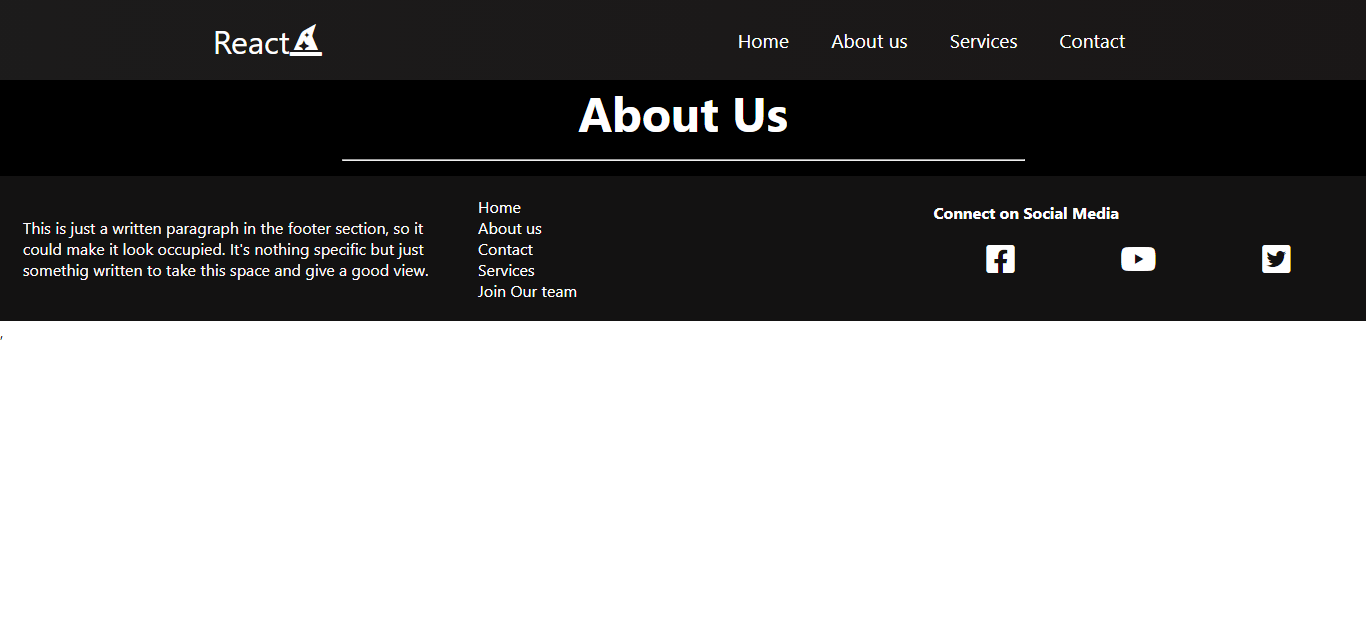 React
Home About us Services Contact
About Us
This is just a written paragraph in the footer section, so it
could make it look occupied. It's nothing specific but just
somethig written to take this space and give a good view.
Home
About us
Contact
Services
Join Our team
Connect on Social Media
,